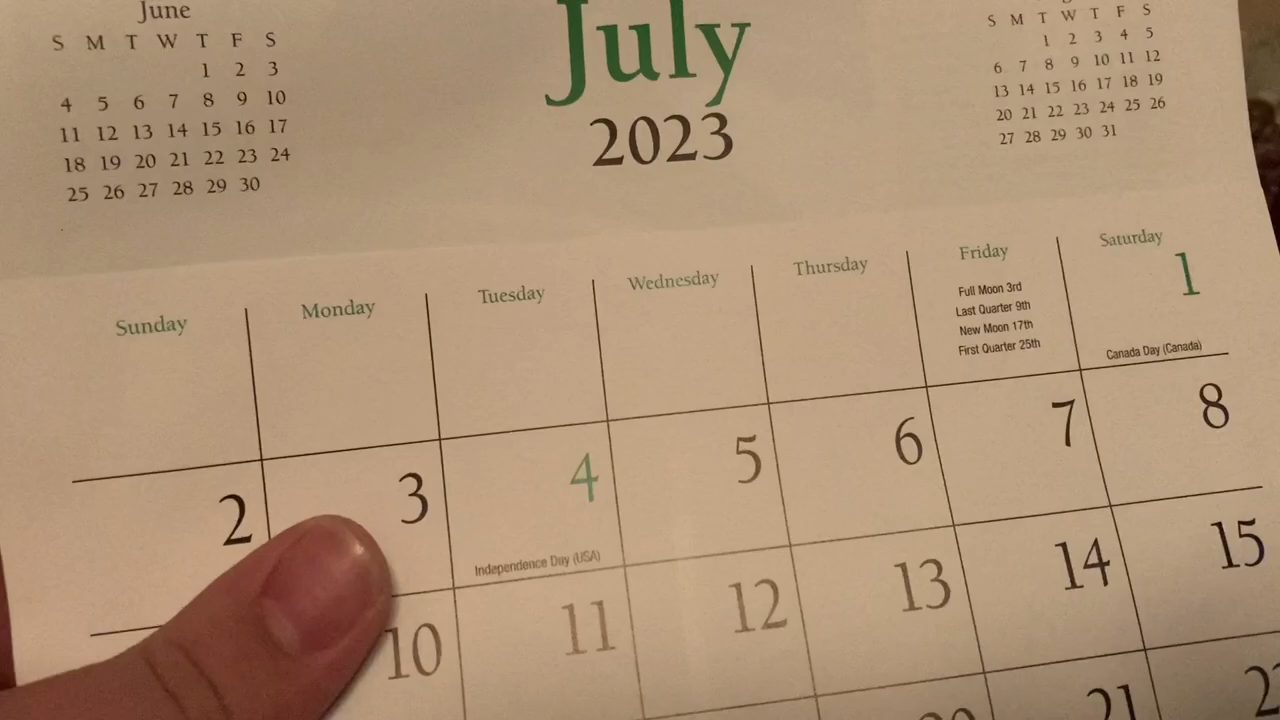 June
S M T W T F S
1 2 3
4 5 6 7 8 9 10
11 12 13 14 15 16 17
18 19 20 21 22 23 24
25 26 27 28 29 30
July
2023
S M T W T F S
1 2 3 4 5
6 7 8 9 10 11 12
13 14 15 16 17 18 19
20 21 22 23 24 25 26
27 28 29 30 31
Sunday Monday Tuesday Wednesday Thursday Friday Saturday
Full Moon 3rd
Last Quarter 9th
New Moon 17th
First Quarter 25th
1
Canada Day (Canada)
2 3 4 5 6 7 8
Independence Day (USA)
10 11 12 13 14 15
21